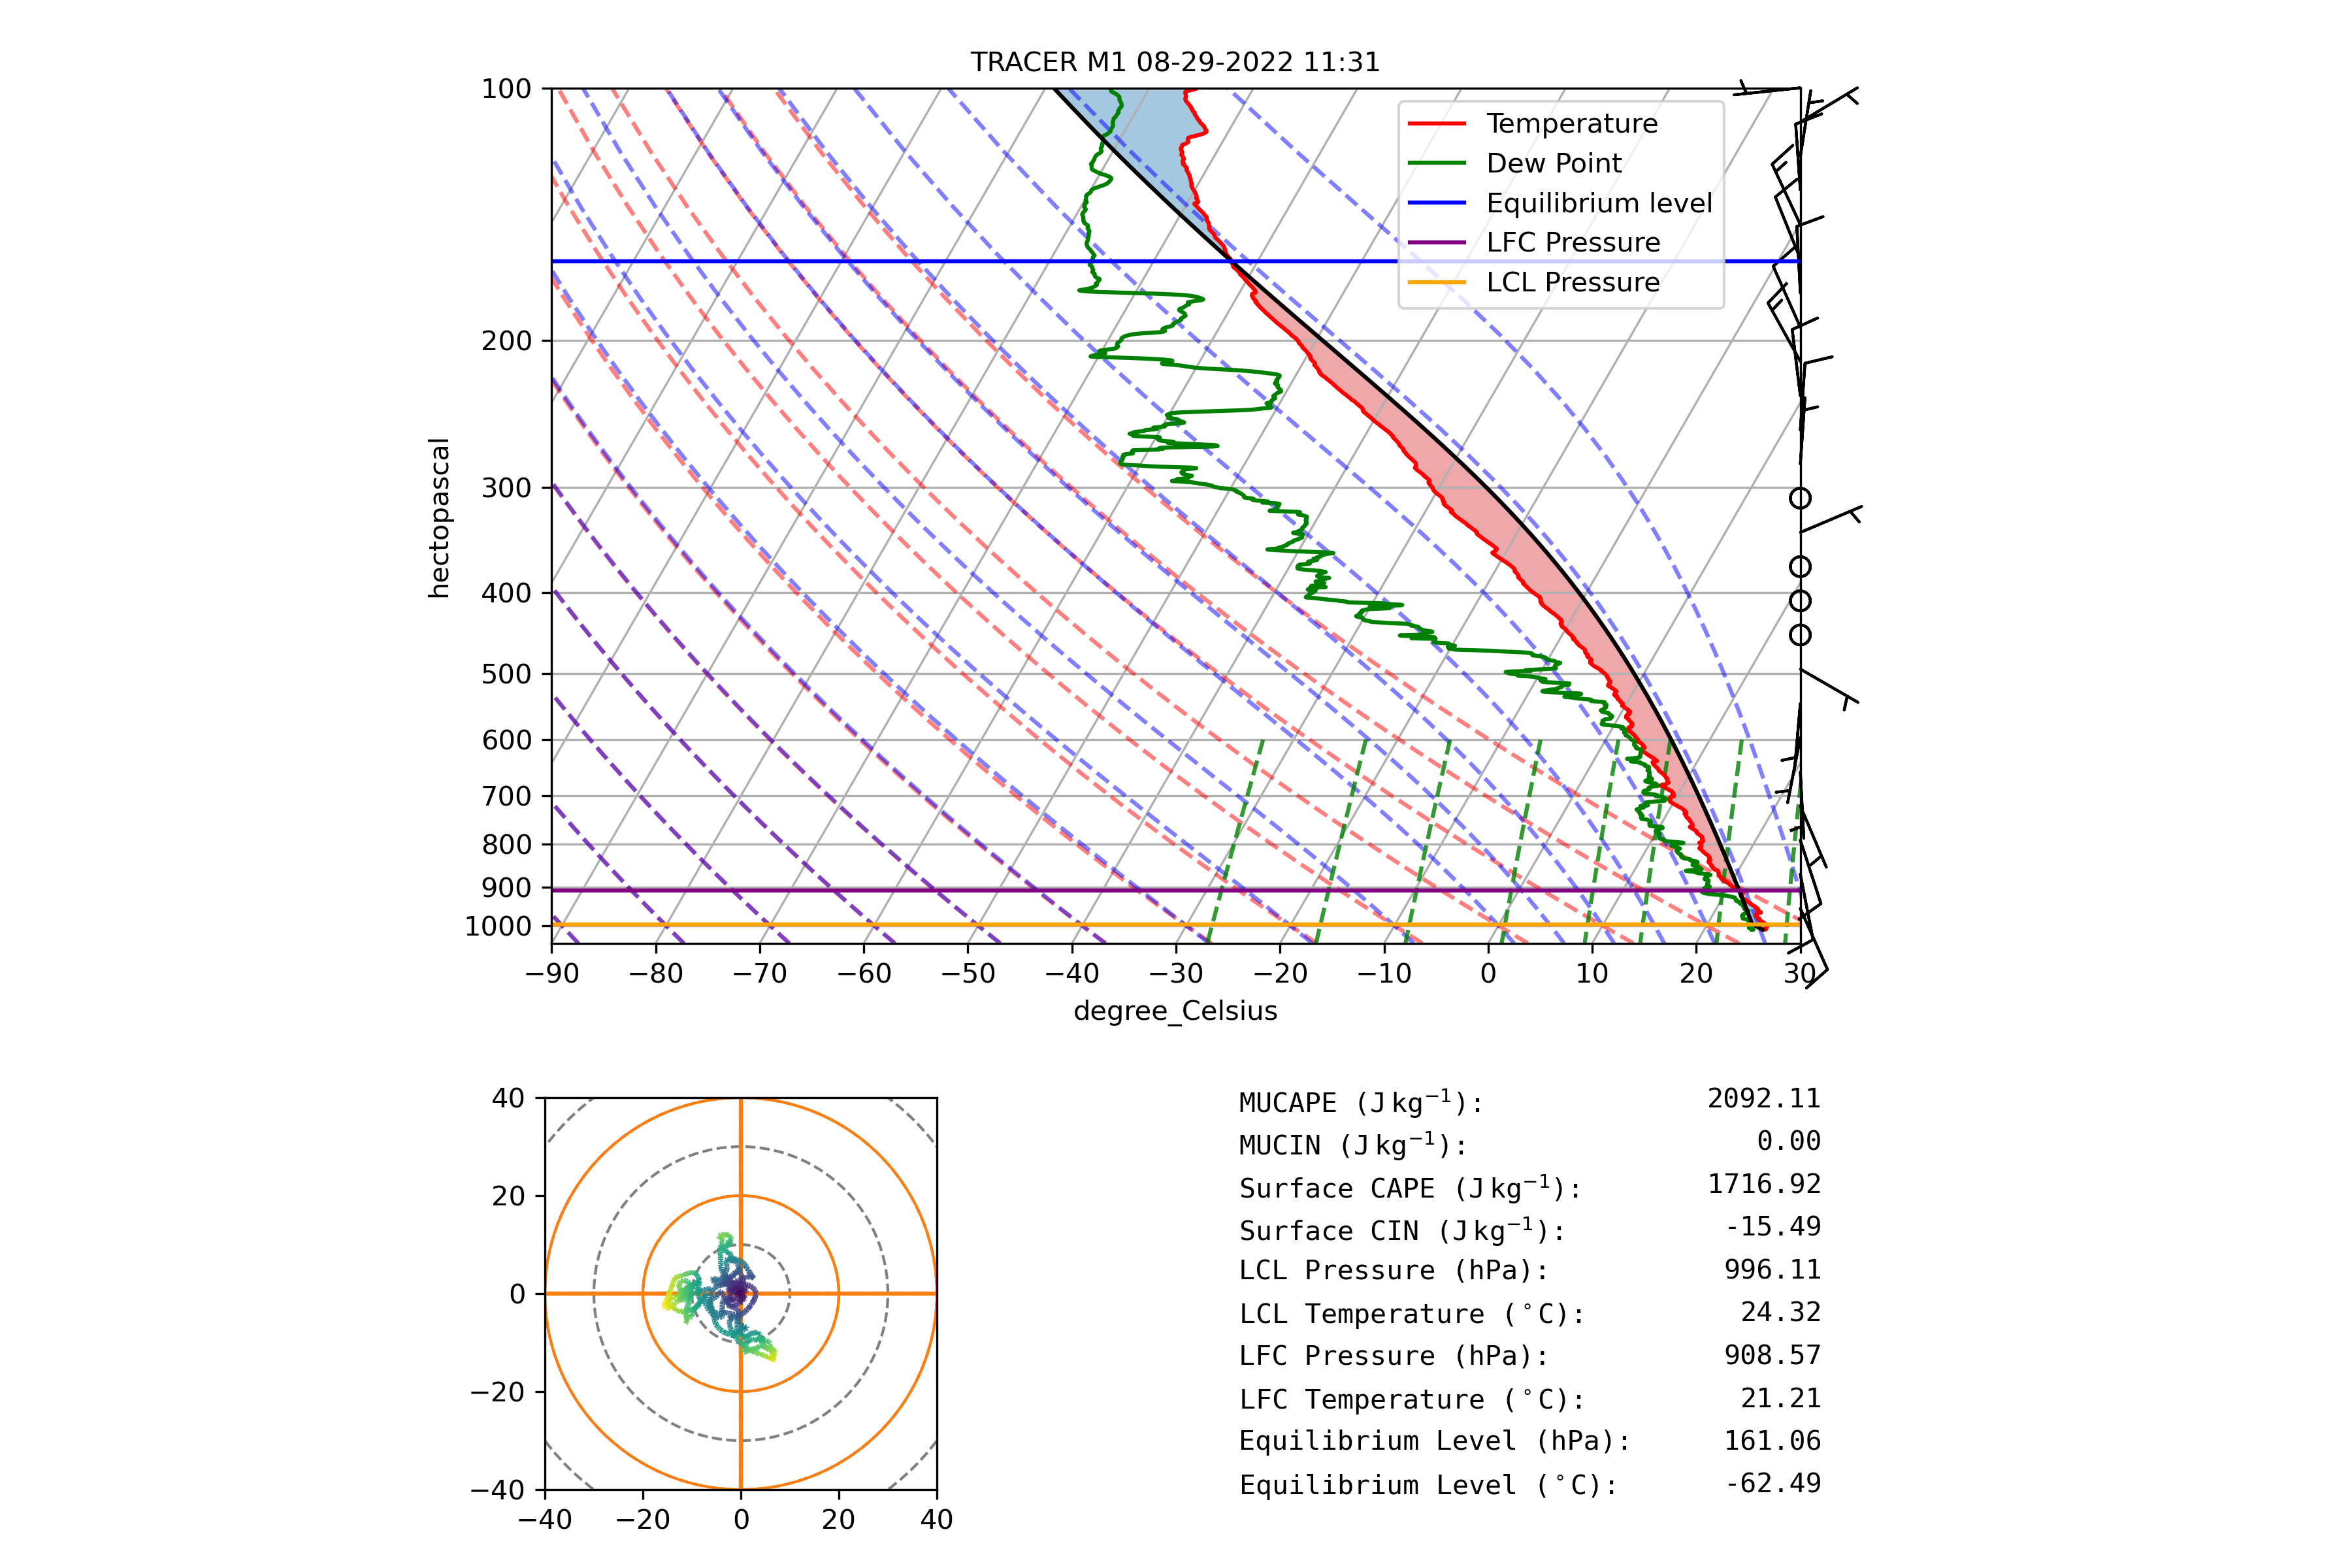 TRACER M1 08-29-2022 11:31
Temperature
Dew Point
Equilibrium level
LFC Pressure
LCL Pressure
100
200
300
400
500
600
700
800
900
1000
hectopascal
−90 −80 −70 −60 −50 −40 −30 −20 −10 0 10 20 30
degree_Celsius
40
20
0
−20
−40
−40 −20 0 20 40
MUCAPE (J kg⁻¹): 2092.11
MUCIN (J kg⁻¹): 0.00
Surface CAPE (J kg⁻¹): 1716.92
Surface CIN (J kg⁻¹): -15.49
LCL Pressure (hPa): 996.11
LCL Temperature (°C): 24.32
LFC Pressure (hPa): 908.57
LFC Temperature (°C): 21.21
Equilibrium Level (hPa): 161.06
Equilibrium Level (°C): -62.49